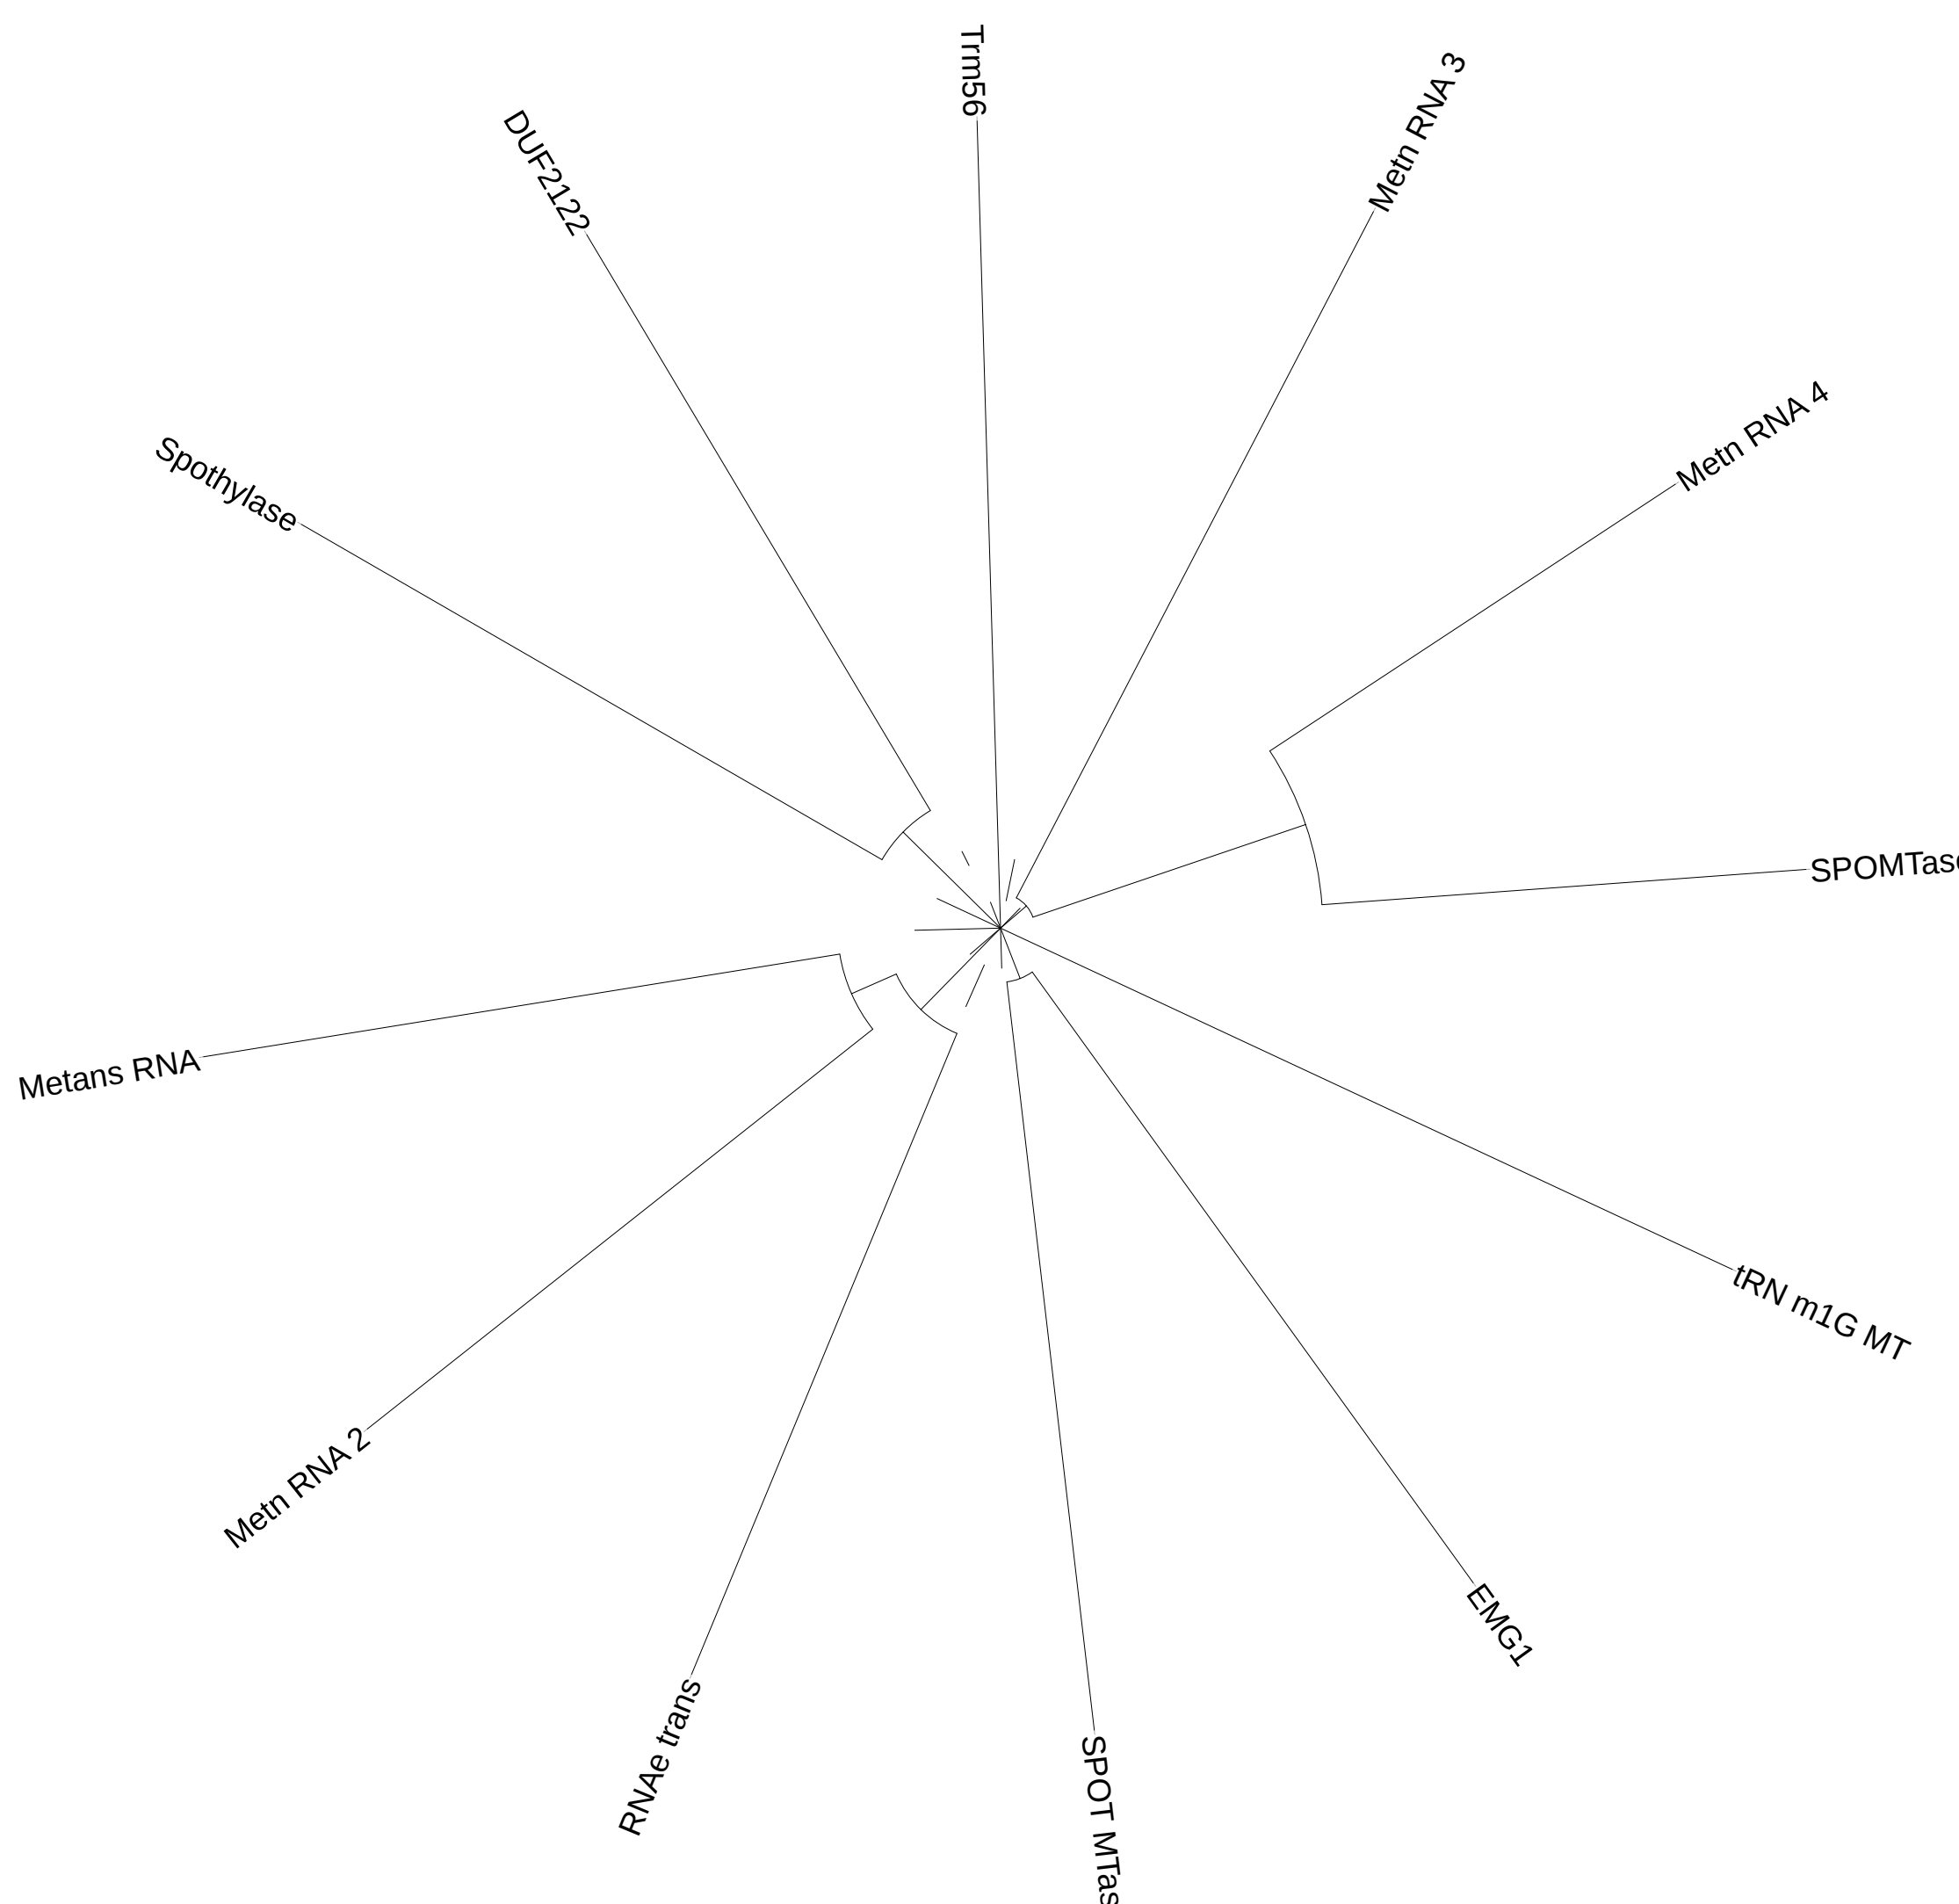 Trm56
Metn RNA 3
DUF2122
Metn RNA 4
Spothylase
SPOMTase
Metans RNA
tRN m1G MT
Metn RNA 2
EMG1
RNAe trans
SPOT MTas